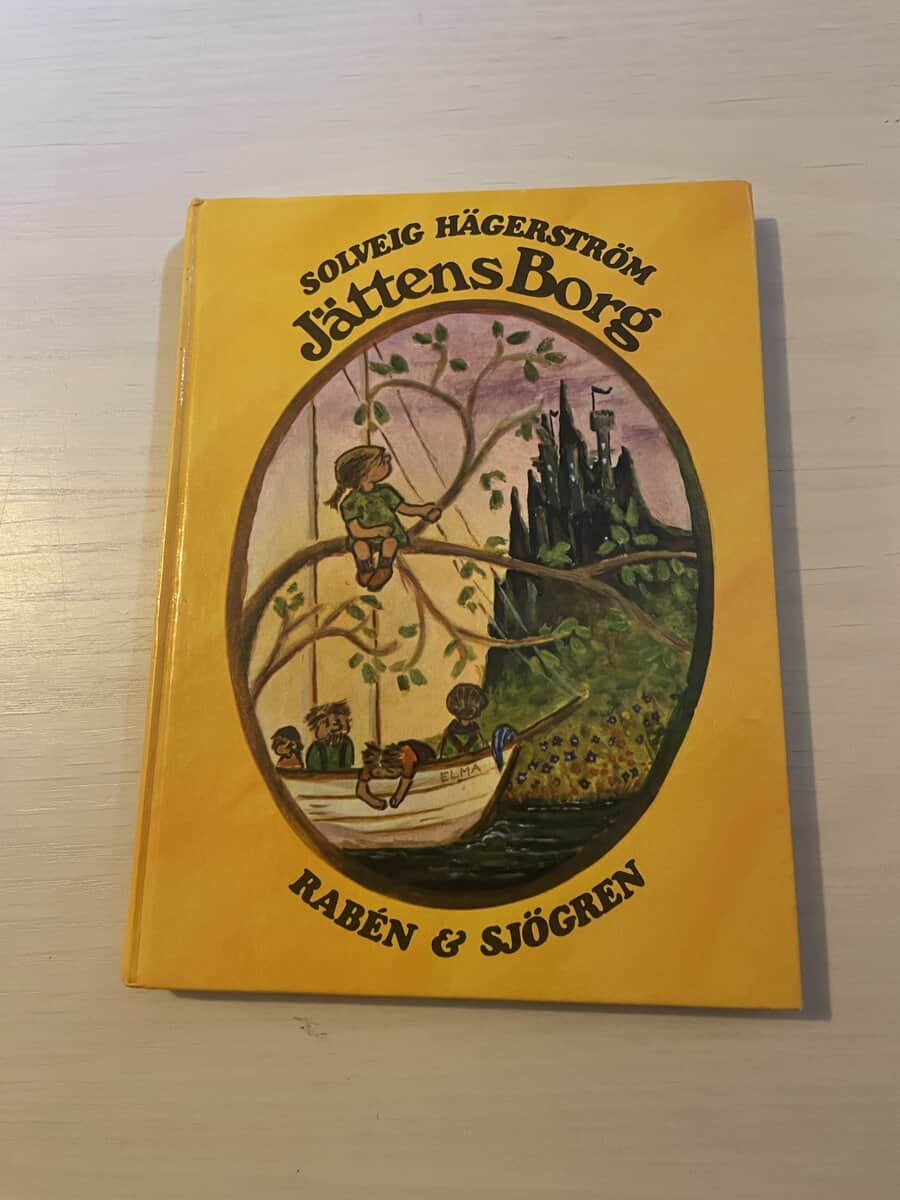 SOLVEIG HÄGERSTRÖM
Jättens Borg
ELMA
RABÉN & SJÖGREN